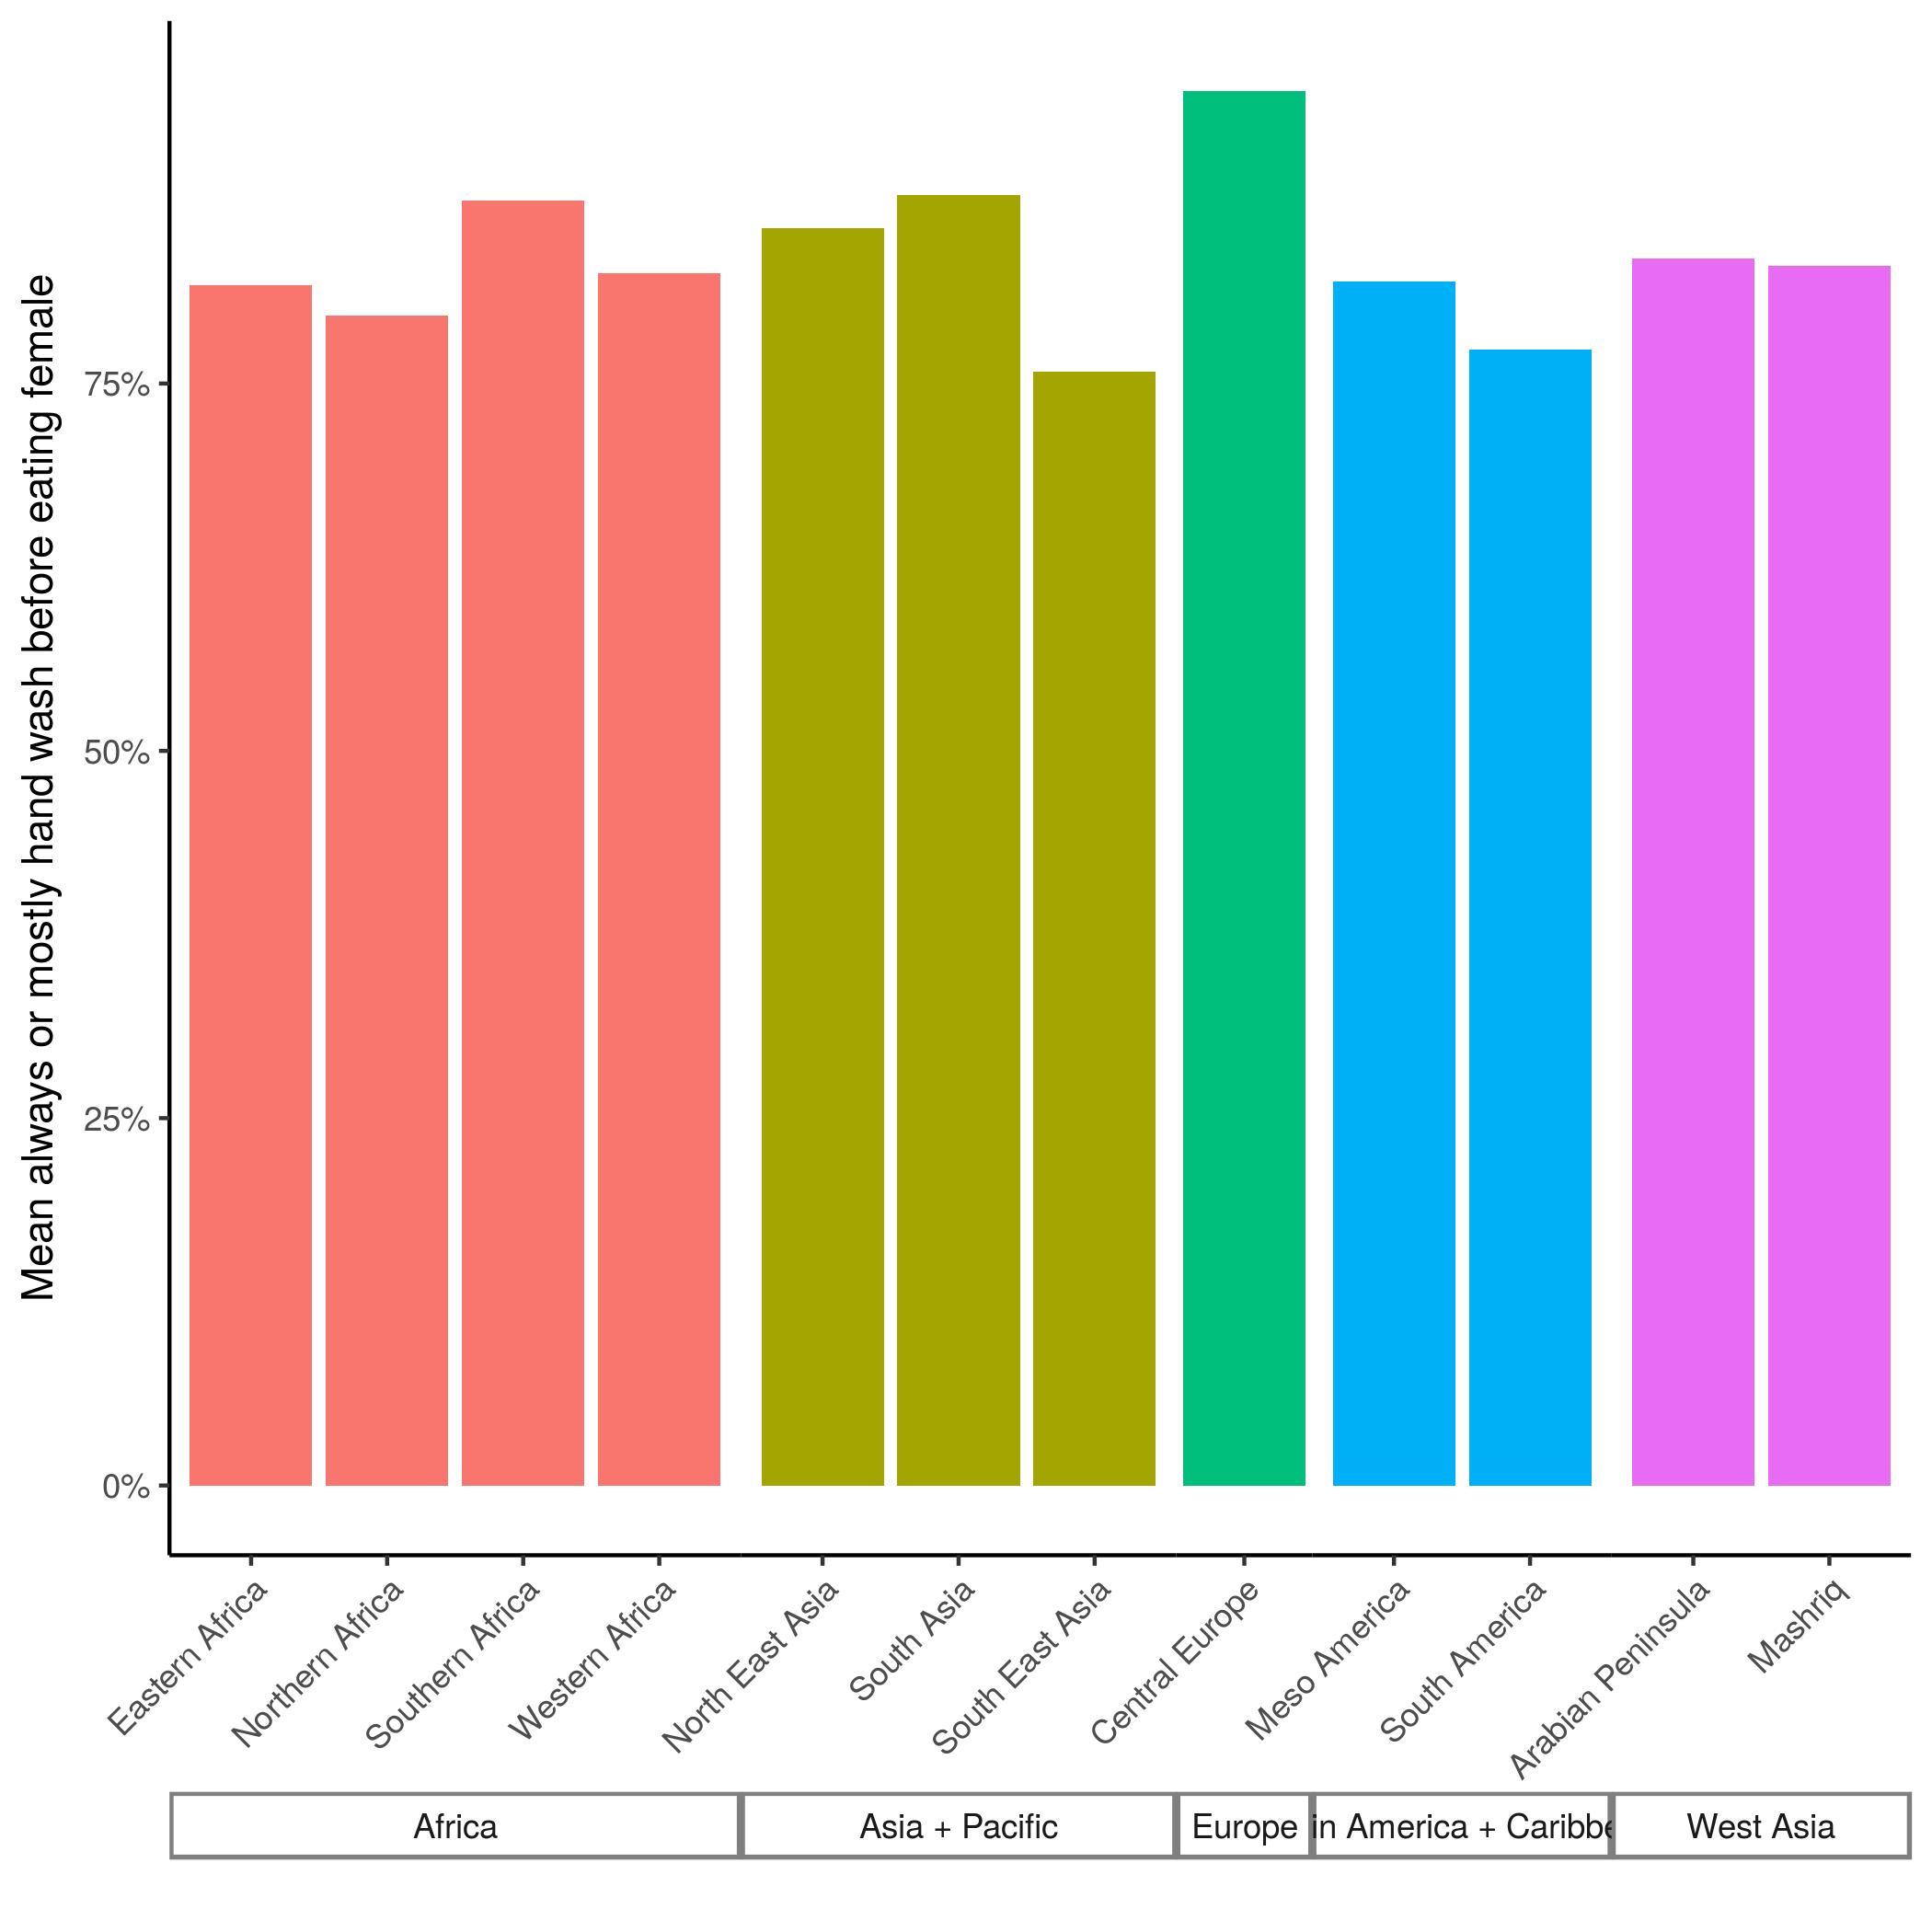 Mean always or mostly hand wash before eating female
75%
50%
25%
0%
Eastern Africa
Northern Africa
Southern Africa
Western Africa
North East Asia
South Asia
South East Asia
Central Europe
Meso America
South America
Arabian Peninsula
Mashriq
Africa
Asia + Pacific
Europe
in America + Caribbe
West Asia